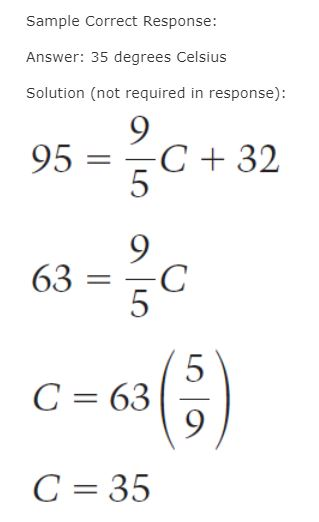 Sample Correct Response:
Answer: 35 degrees Celsius
Solution (not required in response):
95 = 9/5 C + 32
63 = 9/5 C
C = 63(5/9)
C = 35